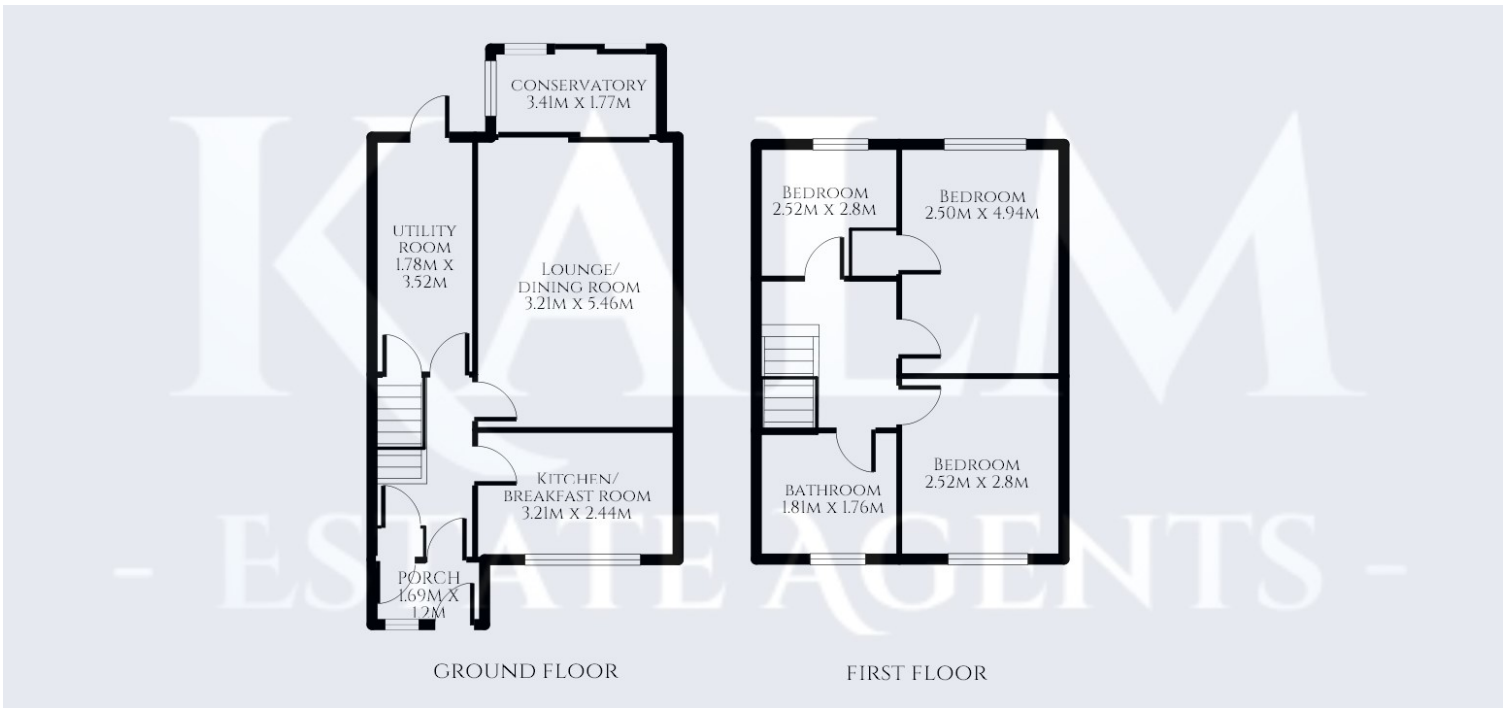 CONSERVATORY
3.41M X 1.77M
UTILITY
ROOM
1.78M X
3.52M
LOUNGE/
DINING ROOM
3.21M X 5.46M
KITCHEN/
BREAKFAST ROOM
3.21M X 2.44M
PORCH
1.69M X
1.2M
GROUND FLOOR
BEDROOM
2.52M X 2.8M
BEDROOM
2.50M X 4.94M
BATHROOM
1.81M X 1.76M
BEDROOM
2.52M X 2.8M
FIRST FLOOR
KALM
- ESTATE AGENTS -